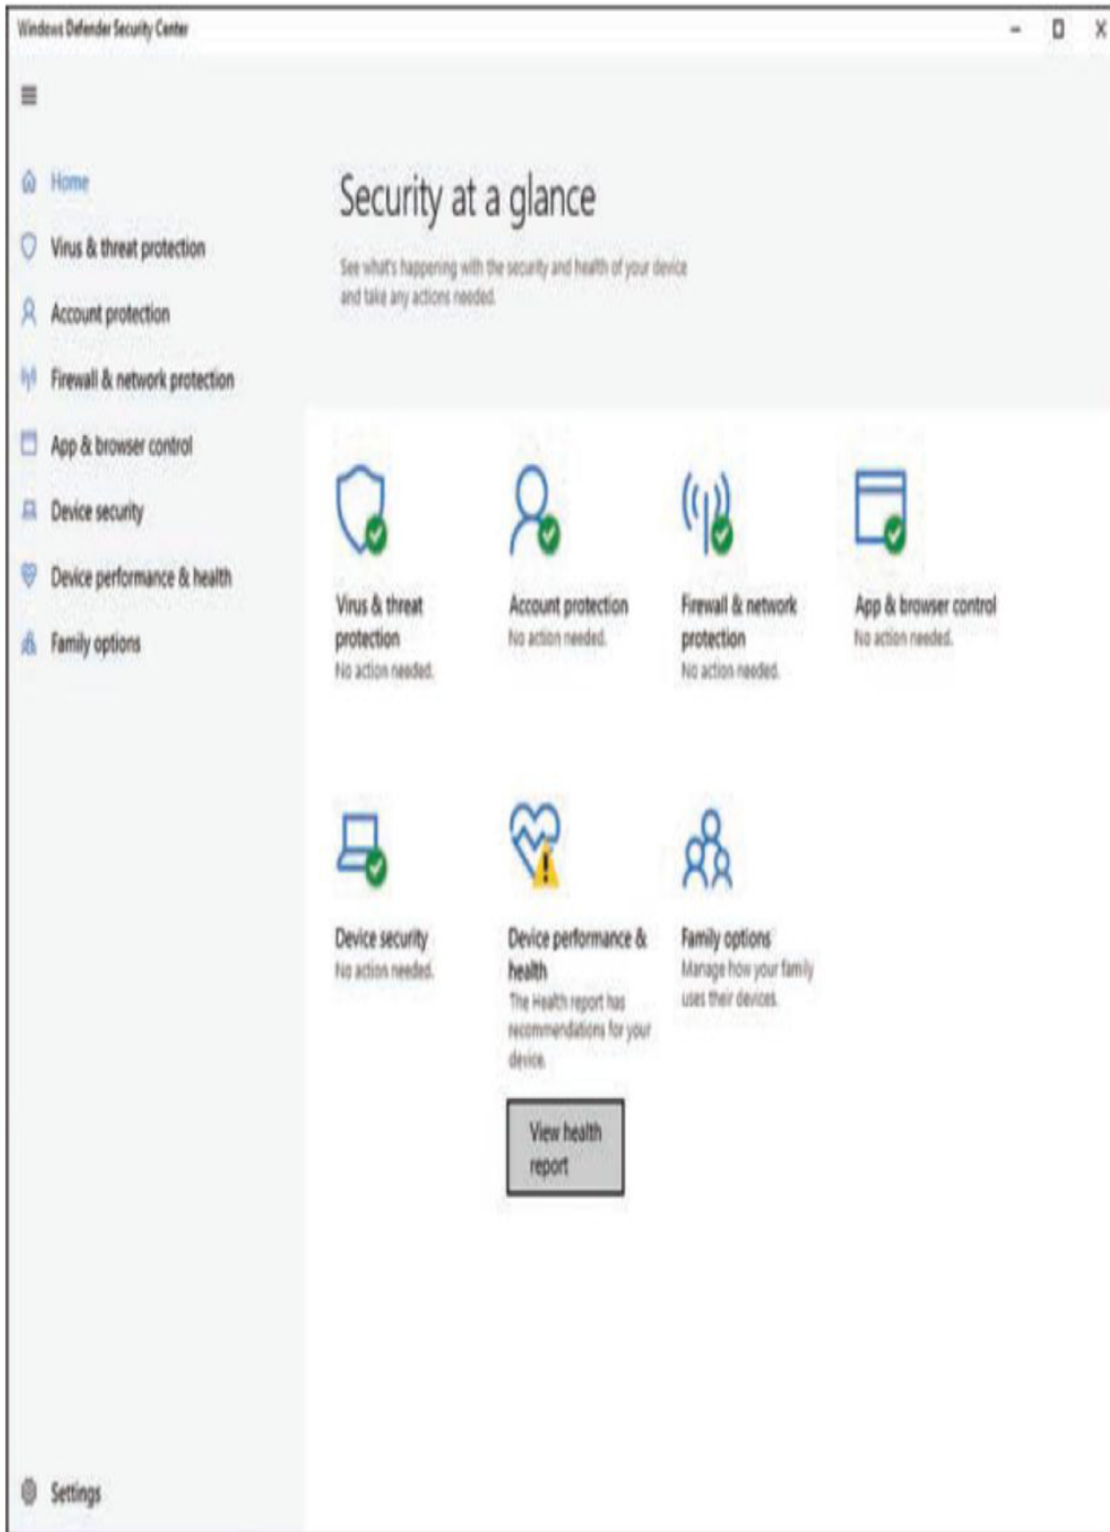 Windows Defender Security Center
Home
Virus & threat protection
Account protection
Firewall & network protection
App & browser control
Device security
Device performance & health
Family options
Settings
Security at a glance
See what's happening with the security and health of your device
and take any actions needed.
Virus & threat
protection
No action needed.
Account protection
No action needed.
Firewall & network
protection
No action needed.
App & browser control
No action needed.
Device security
No action needed.
Device performance &
health
The Health report has
recommendations for your
device.
View health
report
Family options
Manage how your family
uses their devices.